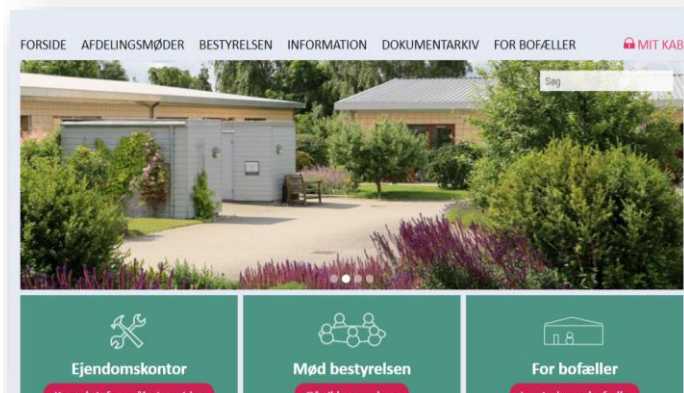 FORSIDE AFDELINGSMØDER BESTYRELSEN INFORMATION DOKUMENTARKIV FOR BOFÆLLER MIT KAB
Søg
Ejendomskontor Mød bestyrelsen For bofæller